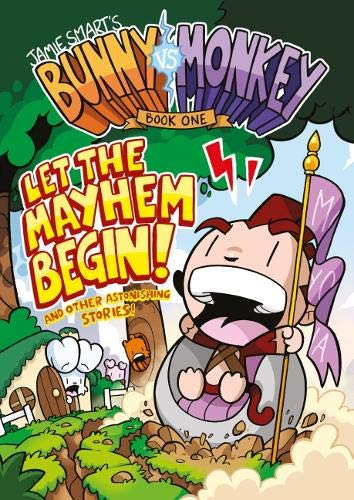 JAMIE SMART'S
BUNNY VS MONKEY
BOOK ONE
LET THE
MAYHEM
BEGIN!
AND OTHER ASTONISHING
STORIES!